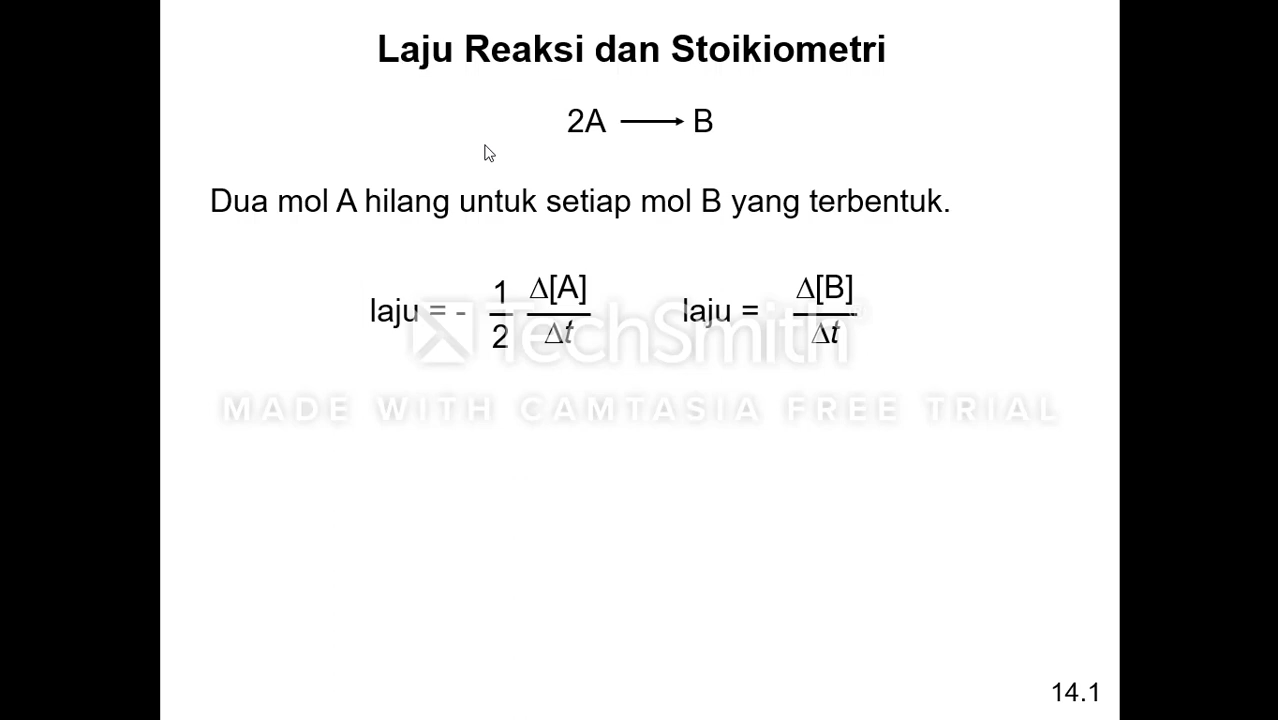 Laju Reaksi dan Stoikiometri
2A → B
Dua mol A hilang untuk setiap mol B yang terbentuk.
laju = - 1/2 Δ[A]/Δt laju = Δ[B]/Δt
TechSmith
MADE WITH CAMTASIA FREE TRIAL
14.1